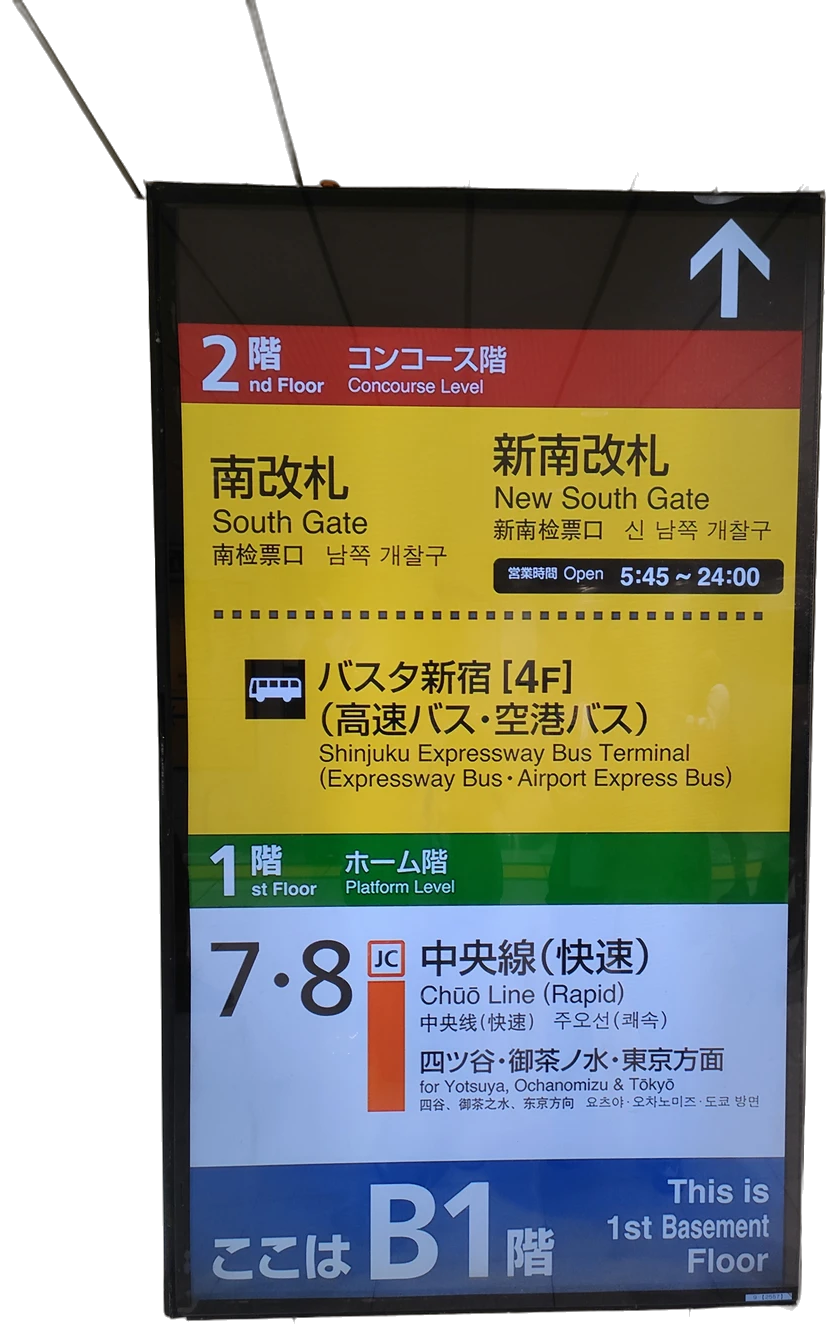 2階 nd Floor コンコース階 Concourse Level
南改札
South Gate
南检票口 남쪽 개찰구
新南改札
New South Gate
新南检票口 신 남쪽 개찰구
営業時間 Open 5:45 ~ 24:00
バスタ新宿 [4F]
(高速バス・空港バス)
Shinjuku Expressway Bus Terminal
(Expressway Bus・Airport Express Bus)
1階 st Floor ホーム階 Platform Level
7・8
JC
中央線(快速)
Chūō Line (Rapid)
中央线(快速) 주오선(쾌속)
四ツ谷・御茶ノ水・東京方面
for Yotsuya, Ochanomizu & Tōkyō
四谷、御茶之水、东京方向 요츠야·오차노미즈·도쿄 방면
ここは B1階
This is
1st Basement
Floor